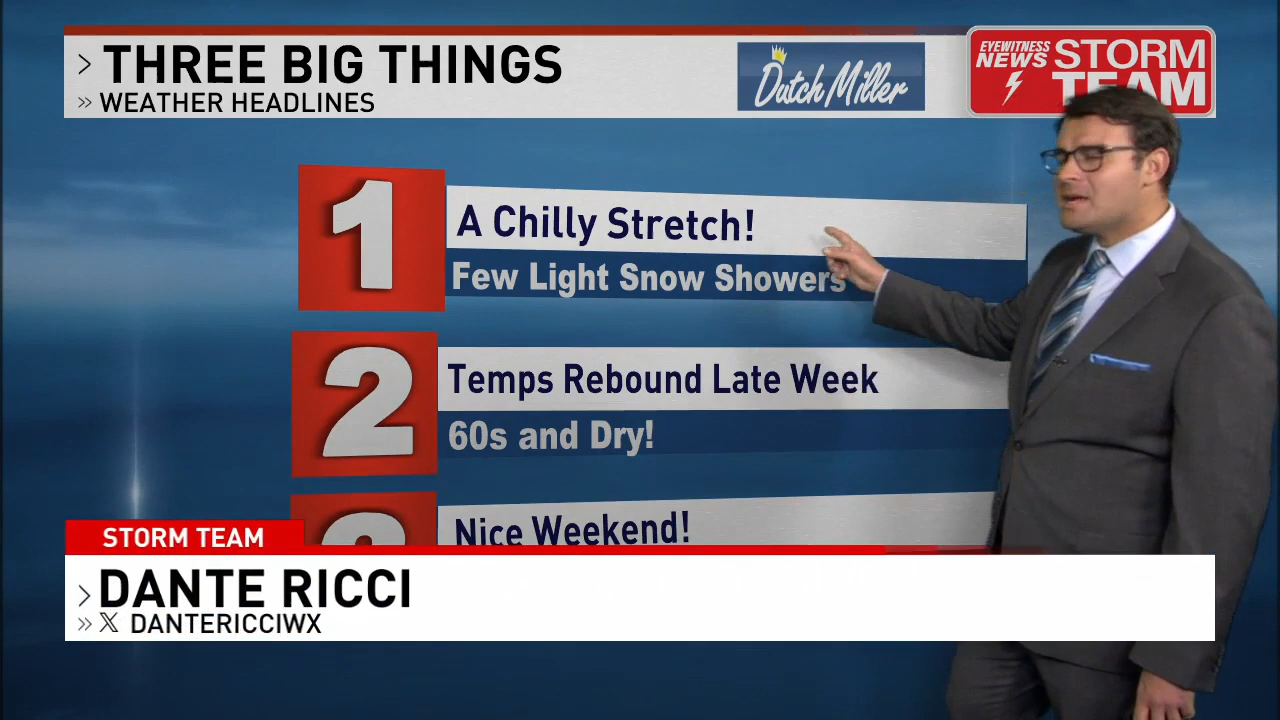 THREE BIG THINGS
WEATHER HEADLINES
Dutch Miller
EYEWITNESS
NEWS
STORM
TEAM
1
A Chilly Stretch!
Few Light Snow Showers
2
Temps Rebound Late Week
60s and Dry!
3
Nice Weekend!
STORM TEAM
DANTE RICCI
X DANTERICCIWX